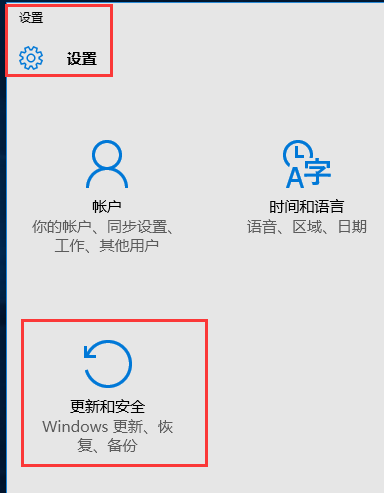 设置
设置
帐户
你的帐户、同步设置、
工作、其他用户
时间和语言
语音、区域、日期
更新和安全
Windows 更新、恢
复、备份